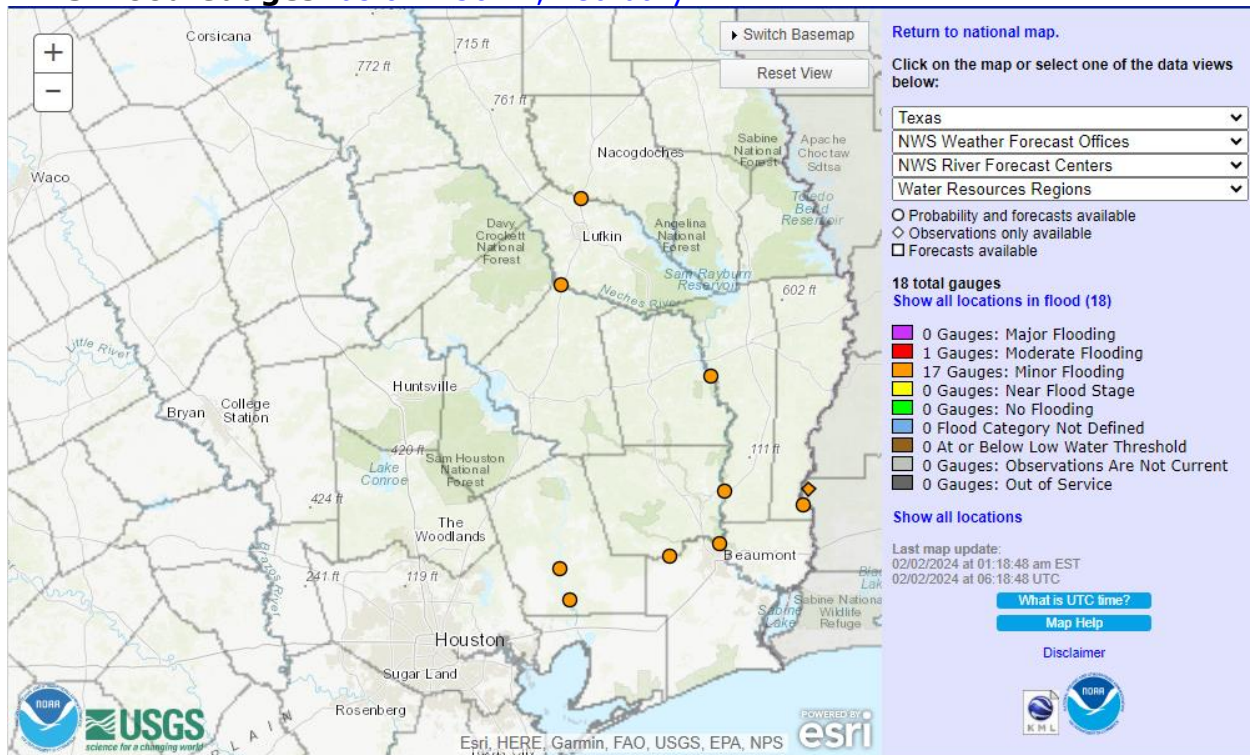 +
−
Switch Basemap
Reset View
Corsicana
715 ft
772 ft
761 ft
Waco
Nacogdoches
Sabine
National
Forest
Apache
Choctaw
Sdtsa
Toledo
Bend
Reservoir
Davy
Crockett
National
Forest
Lufkin
Angelina
National
Forest
Sam Rayburn
Reservoir
Neches River
602 ft
Little River
Huntsville
Bryan
College
Station
420 ft
Sam Houston
National
Forest
Lake
Conroe
111 ft
424 ft
The
Woodlands
Beaumont
Brazos River
241 ft
119 ft
Sabine
Lake
Sabine Nationa
Wildlife
Refuge
Houston
Sugar Land
Rosenberg
NOAA
USGS
science for a changing world
L A I N
Esri, HERE, Garmin, FAO, USGS, EPA, NPS
POWERED BY
esri
Return to national map.
Click on the map or select one of the data views
below:
Texas
NWS Weather Forecast Offices
NWS River Forecast Centers
Water Resources Regions
Probability and forecasts available
Observations only available
Forecasts available
18 total gauges
Show all locations in flood (18)
0 Gauges: Major Flooding
1 Gauges: Moderate Flooding
17 Gauges: Minor Flooding
0 Gauges: Near Flood Stage
0 Gauges: No Flooding
0 Flood Category Not Defined
0 At or Below Low Water Threshold
0 Gauges: Observations Are Not Current
0 Gauges: Out of Service
Show all locations
Last map update:
02/02/2024 at 01:18:48 am EST
02/02/2024 at 06:18:48 UTC
What is UTC time?
Map Help
Disclaimer
KML
NOAA